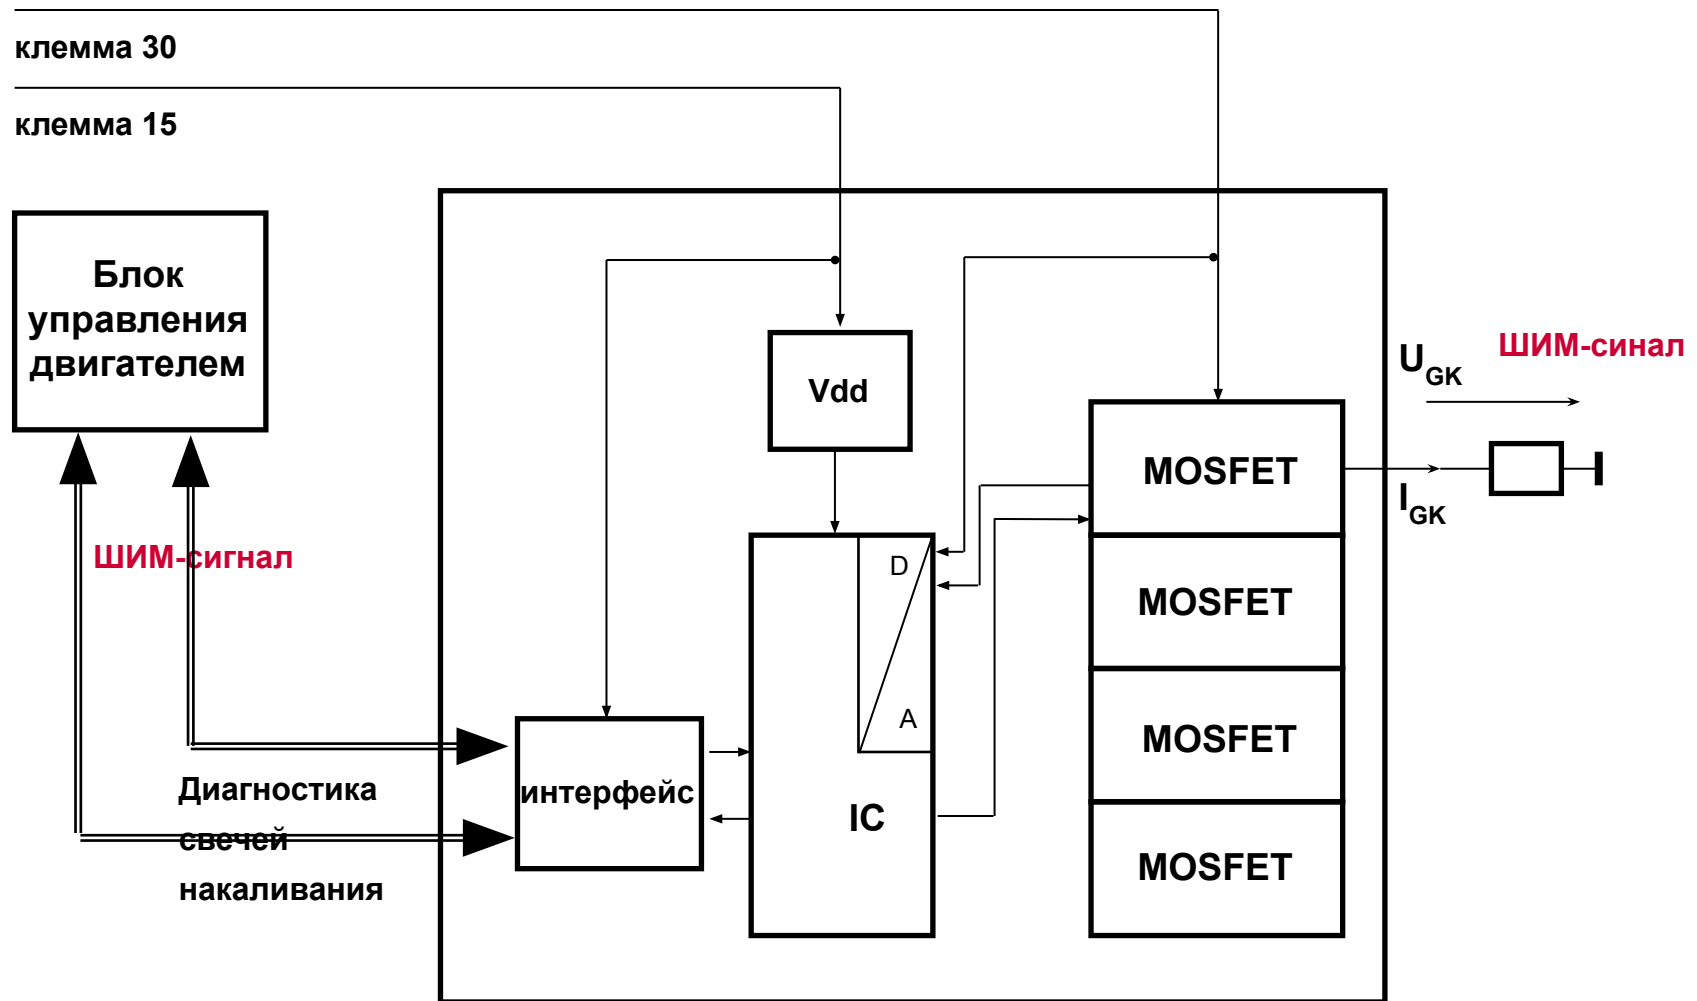 клемма 30
клемма 15
Блок
управления
двигателем
ШИМ-сигнал
Диагностика
свечей
накаливания
интерфейс
Vdd
D
A
IC
MOSFET
MOSFET
MOSFET
MOSFET
U GK
ШИМ-синал
I GK